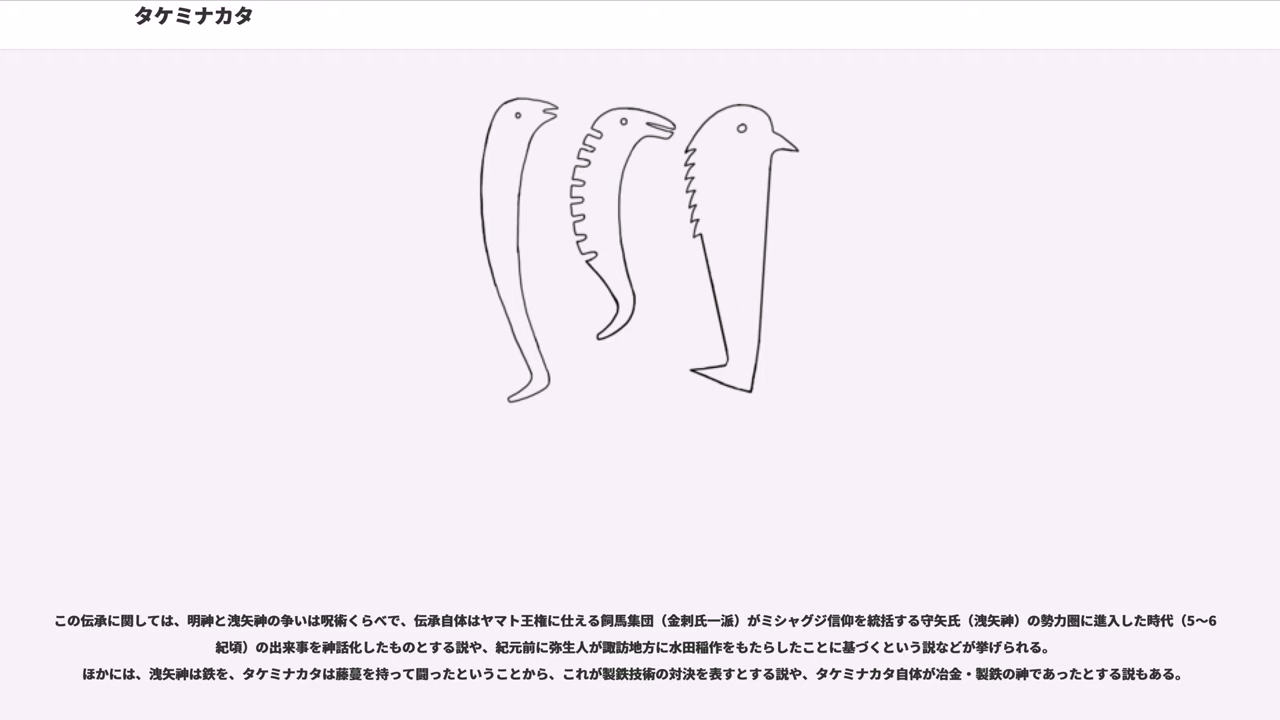 タケミナカタ
この伝承に関しては、明神と洩矢神の争いは呪術くらべで、伝承自体はヤマト王権に仕える飼馬集団（金刺氏一派）がミシャグジ信仰を統括する守矢氏（洩矢神）の勢力圏に進入した時代（5〜6
紀頃）の出来事を神話化したものとする説や、紀元前に弥生人が諏訪地方に水田稲作をもたらしたことに基づくという説などが挙げられる。
ほかには、洩矢神は鉄を、タケミナカタは藤蔓を持って闘ったということから、これが製鉄技術の対決を表すとする説や、タケミナカタ自体が冶金・製鉄の神であったとする説もある。